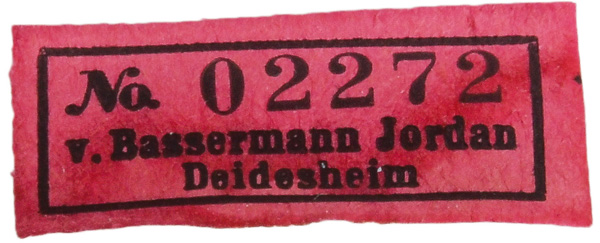 No. 02272
v. Bassermann Jordan
Deidesheim